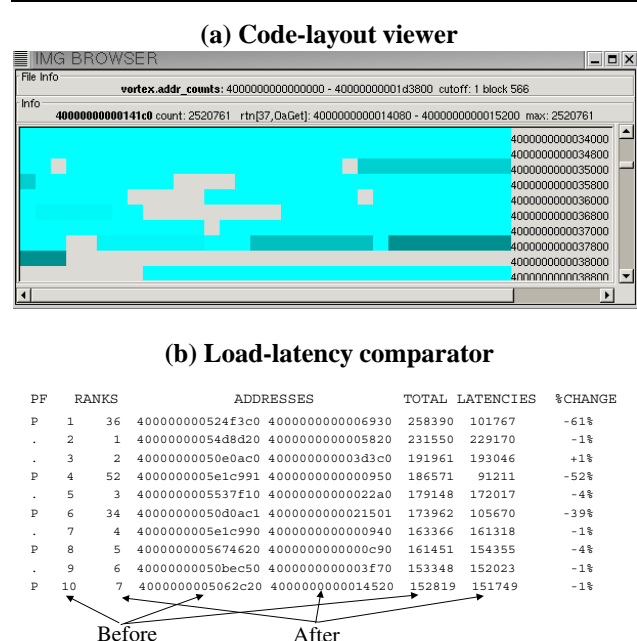 (a) Code-layout viewer
IMG BROWSER
File Info
vortex.addr_counts: 4000000000000000 - 40000000001d3800 cutoff: 1 block 566
Info
40000000000141c0 count: 2520761 rtn[37,OaGet]: 4000000000014080 - 4000000000015200 max: 2520761
4000000000034000
4000000000034800
4000000000035000
4000000000035800
4000000000036000
4000000000036800
4000000000037000
4000000000037800
4000000000038000
4000000000038800
(b) Load-latency comparator
PF RANKS ADDRESSES TOTAL LATENCIES %CHANGE
P 1 36 400000000524f3c0 4000000000006930 258390 101767 -61%
. 2 1 40000000054d8d20 4000000000005820 231550 229170 -1%
. 3 2 40000000050e0ac0 400000000003d3c0 191961 193046 +1%
P 4 52 4000000005e1c991 4000000000000950 186571 91211 -52%
. 5 3 4000000005537f10 40000000000022a0 179148 172017 -4%
P 6 34 40000000050d0ac1 4000000000021501 173962 105670 -39%
. 7 4 4000000005e1c990 4000000000000940 163366 161318 -1%
P 8 5 4000000005674620 4000000000000c90 161451 154355 -4%
. 9 6 40000000050bec50 4000000000003f70 153348 152023 -1%
P 10 7 4000000005062c20 4000000000014520 152819 151749 -1%
Before After